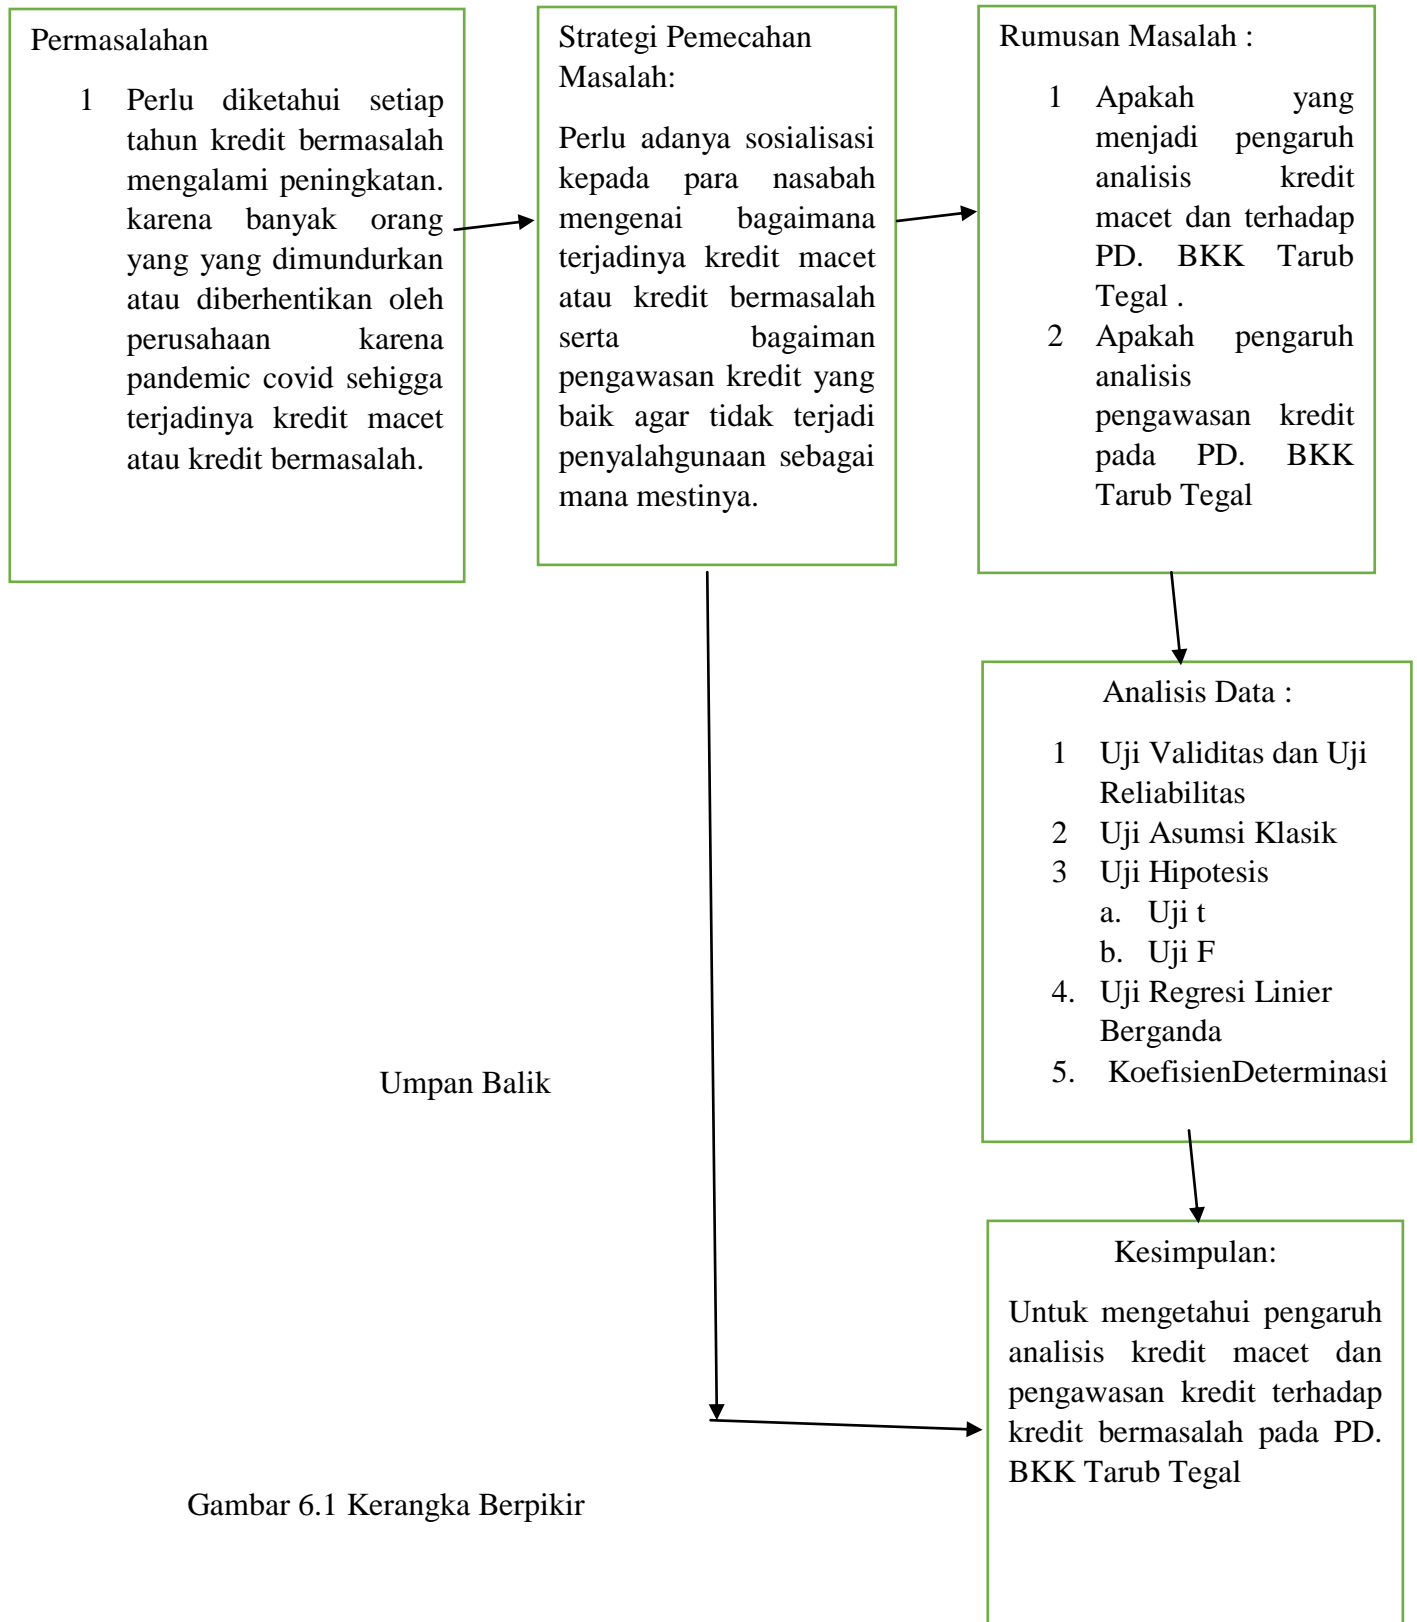 Permasalahan
1 Perlu diketahui setiap
tahun kredit bermasalah
mengalami peningkatan.
karena banyak orang
yang yang dimundurkan
atau diberhentikan oleh
perusahaan karena
pandemic covid sehigga
terjadinya kredit macet
atau kredit bermasalah.
Strategi Pemecahan
Masalah:
Perlu adanya sosialisasi
kepada para nasabah
mengenai bagaimana
terjadinya kredit macet
atau kredit bermasalah
serta bagaiman
pengawasan kredit yang
baik agar tidak terjadi
penyalahgunaan sebagai
mana mestinya.
Rumusan Masalah :
1 Apakah yang
menjadi pengaruh
analisis kredit
macet dan terhadap
PD. BKK Tarub
Tegal .
2 Apakah pengaruh
analisis
pengawasan kredit
pada PD. BKK
Tarub Tegal
Analisis Data :
1 Uji Validitas dan Uji
Reliabilitas
2 Uji Asumsi Klasik
3 Uji Hipotesis
a. Uji t
b. Uji F
4. Uji Regresi Linier
Berganda
5. KoefisienDeterminasi
Umpan Balik
Kesimpulan:
Untuk mengetahui pengaruh
analisis kredit macet dan
pengawasan kredit terhadap
kredit bermasalah pada PD.
BKK Tarub Tegal
Gambar 6.1 Kerangka Berpikir